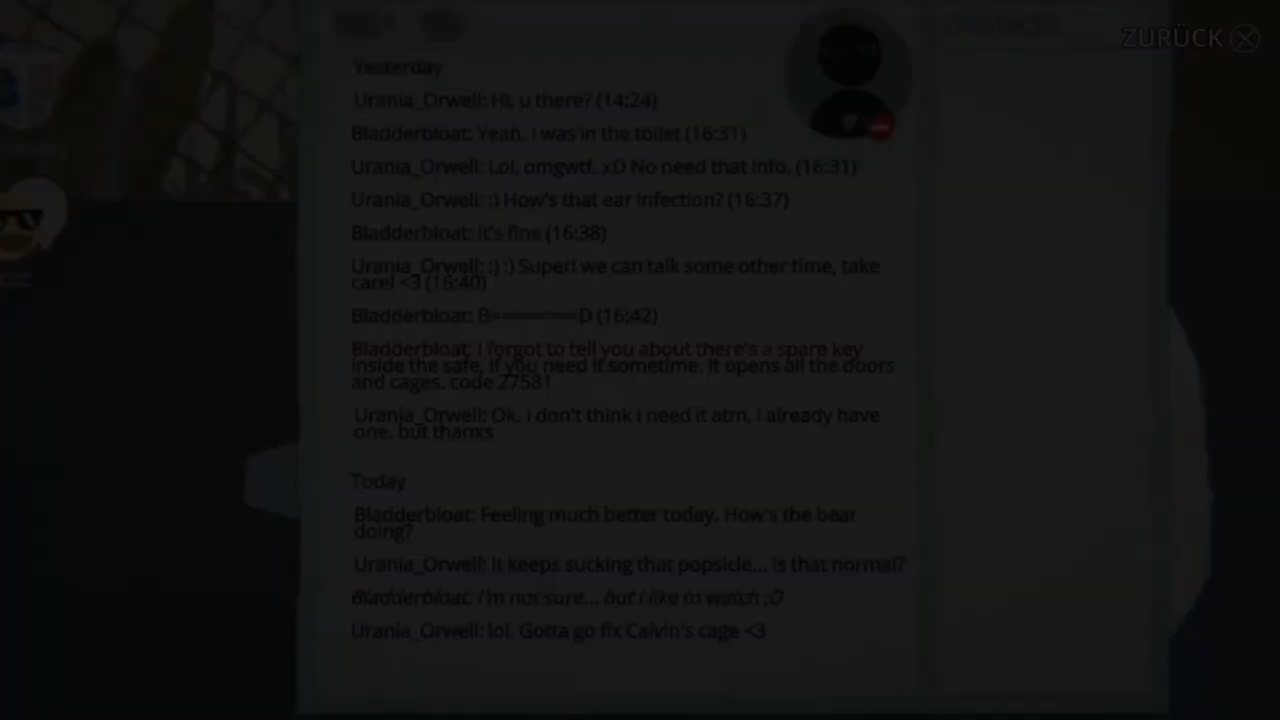 ZURÜCK
Yesterday
Urania_Orwell: Hi, u there? (14:24)
Bladderbloat: Yeah. I was in the toilet (16:31)
Urania_Orwell: Lol, omgwtf. xD No need that info. (16:31)
Urania_Orwell: :) How's that ear infection? (16:37)
Bladderbloat: It's fine (16:38)
Urania_Orwell: :) :) Super! we can talk some other time, take
care! <3 (16:40)
Bladderbloat: (16:42)
Bladderbloat: I forgot to tell you about there's a spare key
inside the safe, if you need it sometime. It opens all the doors
and cages. code 27581
Urania_Orwell: Ok. I don't think i need it atm, i already have
one. but thanxs
Today
Bladderbloat: Feeling much better today. How's the bear
doing?
Urania_Orwell: It keeps sucking that popsicle... Is that normal?
Bladderbloat: I'm not sure... but i like to watch ;O
Urania_Orwell: lol. Gotta go fix Calvin's cage <3